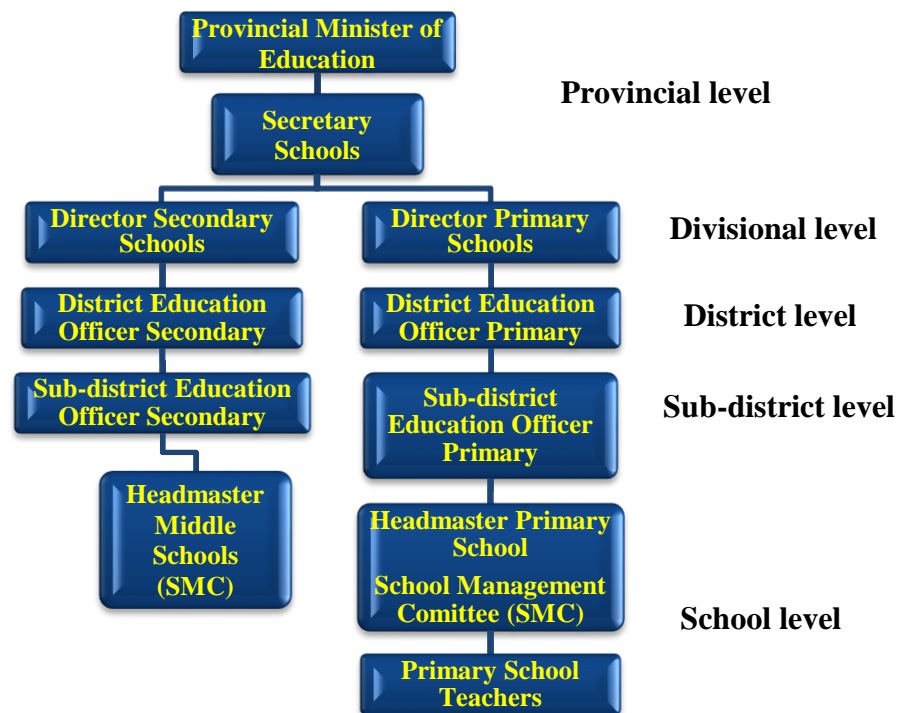 Provincial Minister of
Education
Provincial level
Secretary
Schools
Director Secondary
Schools
Director Primary
Schools
Divisional level
District Education
Officer Secondary
District Education
Officer Primary
District level
Sub-district Education
Officer Secondary
Sub-district
Education Officer
Primary
Sub-district level
Headmaster
Middle
Schools
(SMC)
Headmaster Primary
School
School Management
Comittee (SMC)
School level
Primary School
Teachers